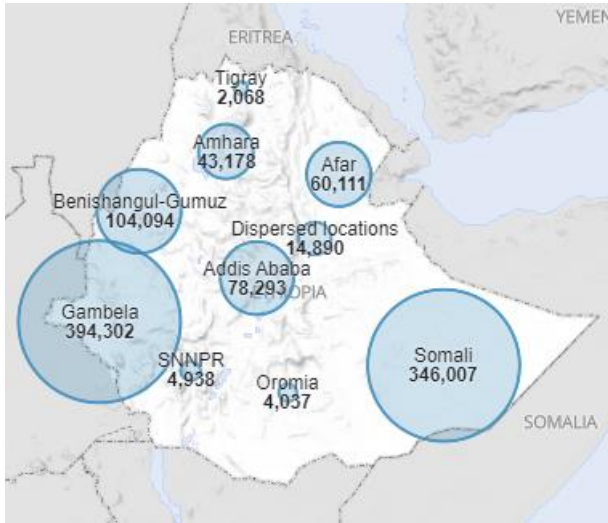 YEMEN
ERITREA
Tigray
2,068
Amhara
43,178
Afar
60,111
Benishangul-Gumuz
104,094
Dispersed locations
14,890
Addis Ababa
78,293
ETHIOPIA
Gambela
394,302
SNNPR
4,938
Oromia
4,037
Somali
346,007
SOMALIA